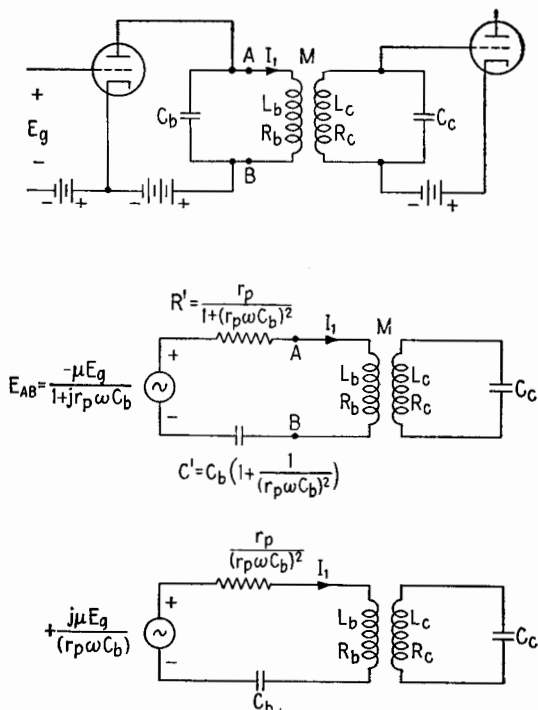 A I₁ M
+
E_g
-
C_b
L_b
R_b
L_c
R_c
C_c
B
- + - + - +
R' = r_p / 1+(r_pωC_b)²
I₁ M
+ A
E_AB = -μE_g / 1+jr_pωC_b
-
L_b
R_b
L_c
R_c
C_c
B
C' = C_b(1 + 1/(r_pωC_b)²)
r_p / (r_pωC_b)²
I₁
+
+ jμE_g / (r_pωC_b)
-
L_b
R_b
L_c
R_c
C_c
C_b